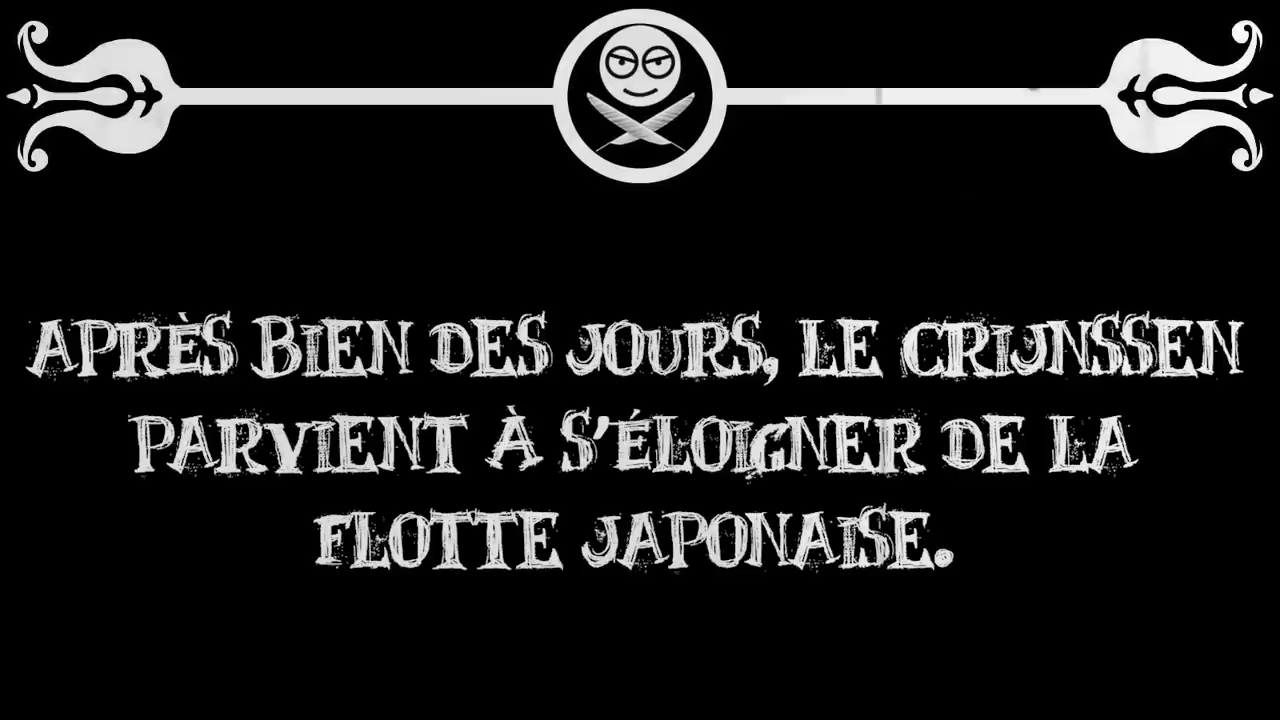 APRÈS BIEN DES JOURS, LE CRIJNSSEN
PARVIENT À S'ÉLOIGNER DE LA
FLOTTE JAPONAISE.